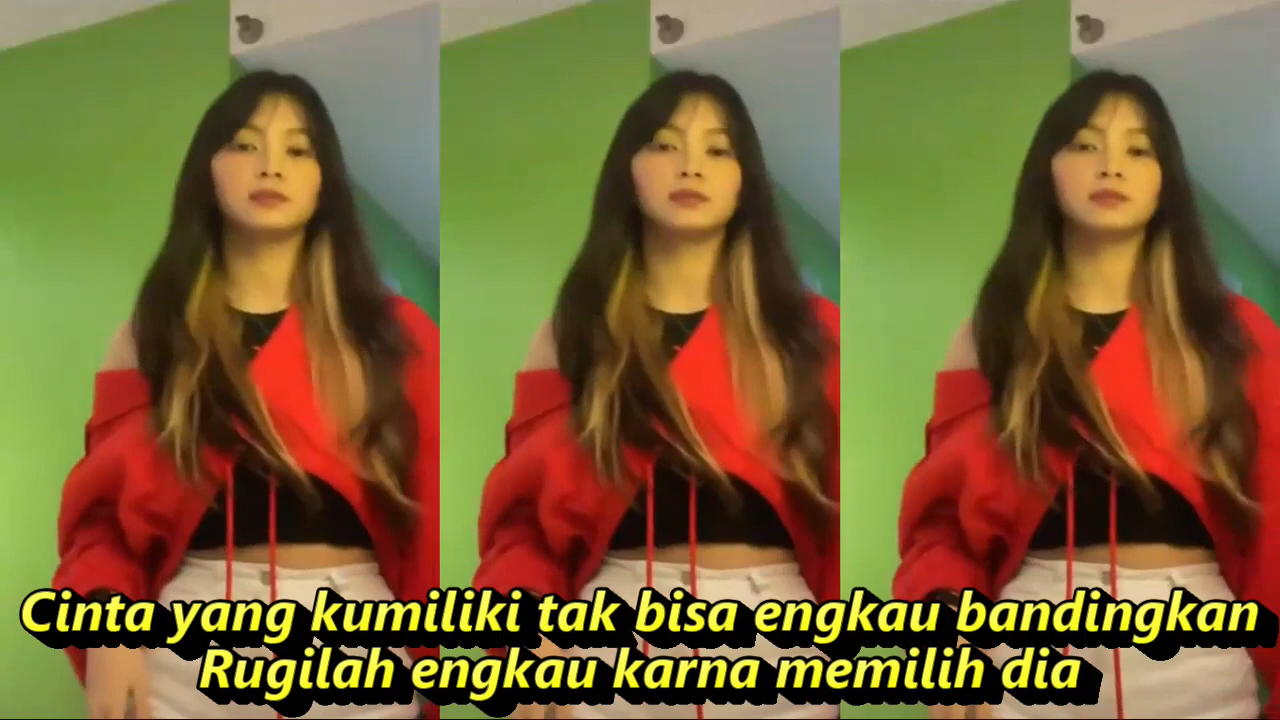 Cinta yang kumiliki tak bisa engkau bandingkan
Rugilah engkau karna memilih dia